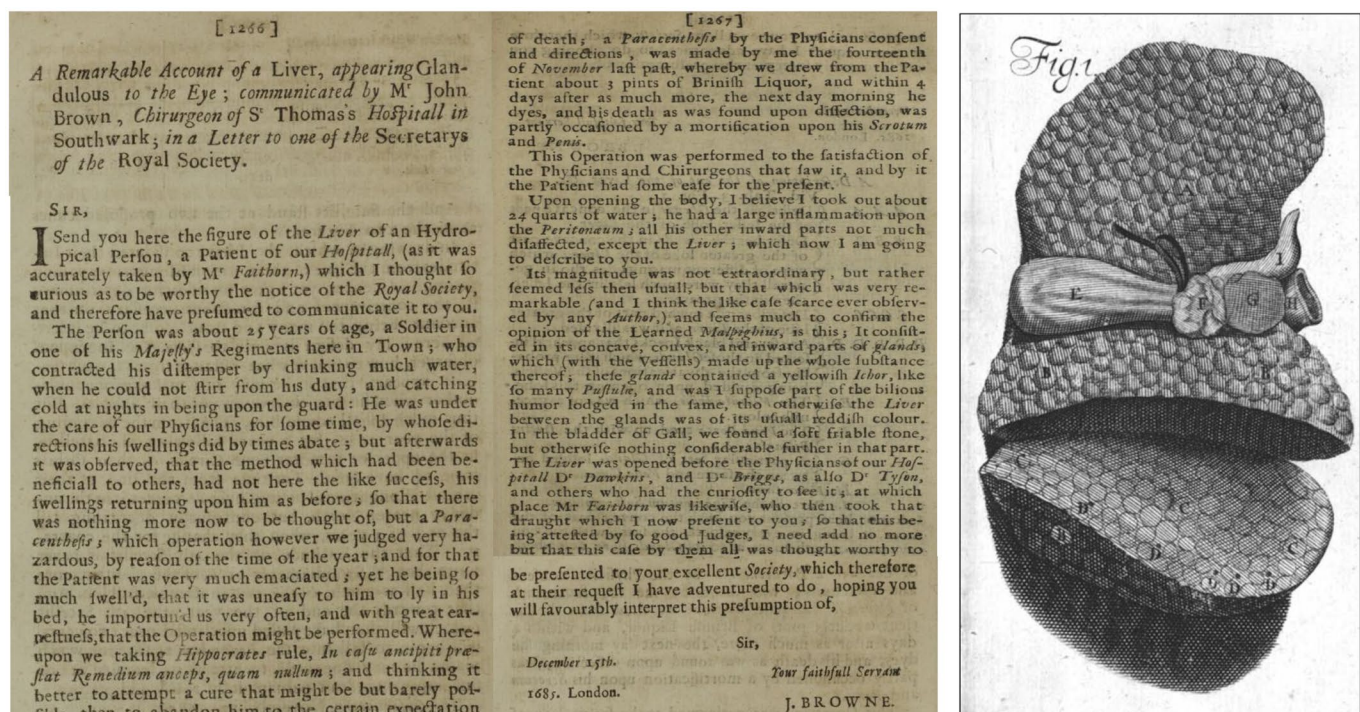 [ 1266 ]
A Remarkable Account of a Liver, appearing Glan-
dulous to the Eye ; communicated by Mr John
Brown , Chirurgeon of St Thomas's Hoſpitall in
Southwark ; in a Letter to one of the Secretarys
of the Royal Society.
SIR,
I Send you here the figure of the Liver of an Hydro-
pical Perſon , a Patient of our Hoſpitall, (as it was
accurately taken by Mr Faithorn,) which I thought ſo
curious as to be worthy the notice of the Royal Society,
and therefore have preſumed to communicate it to you.
The Perſon was about 25 years of age, a Soldier in
one of his Majeſty's Regiments here in Town ; who
contracted his diſtemper by drinking much water,
when he could not ſtirr from his duty , and catching
cold at nights in being upon the guard : He was under
the care of our Phyſicians for ſome time, by whoſe di-
rections his ſwellings did by times abate ; but afterwards
it was obſerved, that the method which had been be-
neficiall to others, had not here the like ſucceſs, his
ſwellings returning upon him as before ; ſo that there
was nothing more now to be thought of, but a Para-
centheſis ; which operation however we judged very ha-
zardous, by reaſon of the time of the year ; and for that
the Patient was very much emaciated ; yet he being ſo
much ſwell'd, that it was uneaſy to him to ly in his
bed, he importun'd us very often, and with great ear-
neſtneſs, that the Operation might be performed. Where-
upon we taking Hippocrates rule, In caſu ancipiti præ-
ſtat Remedium anceps, quam nullum ; and thinking it
better to attempt a cure that might be but barely poſ-
than to abandon him to the certain expectation
[ 1267 ]
of death ; a Paracentheſis by the Phyſicians conſent
and directions , was made by me the fourteenth
of November laſt paſt, whereby we drew from the Pa-
tient about 3 pints of Briniſh Liquor, and within 4
days after as much more, the next day morning he
dyes, and his death as was found upon diſſection, was
partly occaſioned by a mortification upon his Scrotum
and Penis.
This Operation was performed to the ſatisfaction of
the Phyſicians and Chirurgeons that ſaw it, and by it
the Patient had ſome eaſe for the preſent.
Upon opening the body, I believe I took out about
24 quarts of water ; he had a large inflammation upon
the Peritonæum ; all his other inward parts not much
diſaffected, except the Liver ; which now I am going
to deſcribe to you.
Its magnitude was not extraordinary , but rather
ſeemed leſs then uſuall, but that which was very re-
markable (and I think the like caſe ſcarce ever obſerv-
ed by any Author,) and ſeems much to confirm the
opinion of the Learned Malpighius, is this ; It conſiſt-
ed in its concave, convex, and inward parts of glands,
which (with the Veſſells) made up the whole ſubſtance
thereof ; theſe glands contained a yellowiſh Ichor, like
ſo many Puſtulæ, and was I ſuppoſe part of the bilious
humor lodged in the ſame, tho otherwiſe the Liver
between the glands was of its uſuall reddiſh colour.
In the bladder of Gall, we found a ſoft friable ſtone,
but otherwiſe nothing conſiderable further in that part.
The Liver was opened before the Phyſicians of our Hoſ-
pitall Dr Dawkins, and Dr Briggs, as alſo Dr Tyſon,
and others who had the curioſity to ſee it ; at which
place Mr Faithorn was likewiſe, who then took that
draught which I now preſent to you ; ſo that this be-
ing atteſted by ſo good Judges, I need add no more
but that this caſe by them all was thought worthy to
be preſented to your excellent Society, which therefore
at their requeſt I have adventured to do , hoping you
will favourably interpret this preſumption of,
Sir,
December 15th.
Your faithfull Servant
1685. London.
J. BROWNE.
Fig. 1.
A
I
E
F
G
H
B
B
C
C
B
D
D
C
G
D
D